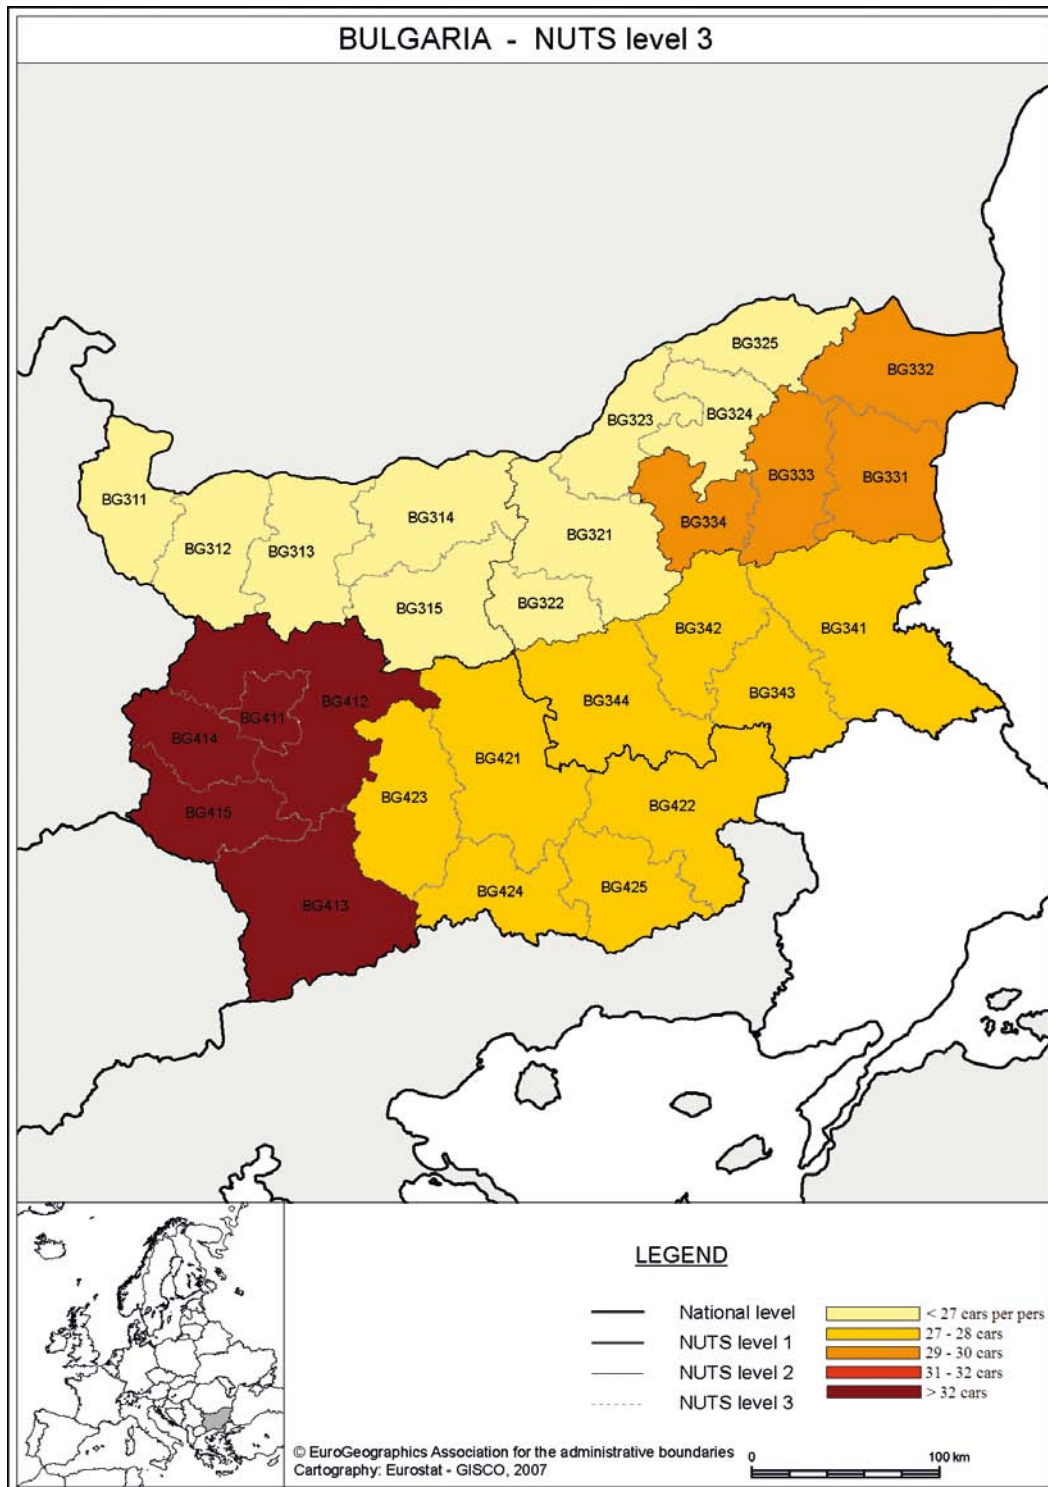 BULGARIA - NUTS level 3
BG325
BG332
BG323
BG324
BG311
BG333
BG331
BG314
BG334
BG312
BG313
BG321
BG315
BG322
BG342
BG341
BG412
BG344
BG343
BG411
BG414
BG421
BG423
BG422
BG415
BG424
BG425
BG413
LEGEND
National level
NUTS level 1
NUTS level 2
NUTS level 3
< 27 cars per pers
27 - 28 cars
29 - 30 cars
31 - 32 cars
> 32 cars
© EuroGeographics Association for the administrative boundaries
Cartography: Eurostat - GISCO, 2007
0 100 km